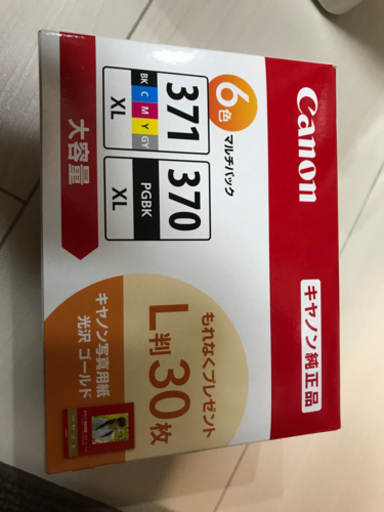 Canon
キヤノン純正品
6色
マルチパック
371
XL
BK
C
M
Y
GY
370
XL
PGBK
大容量
もれなくプレゼント
L判30枚
キヤノン写真用紙
光沢 ゴールド